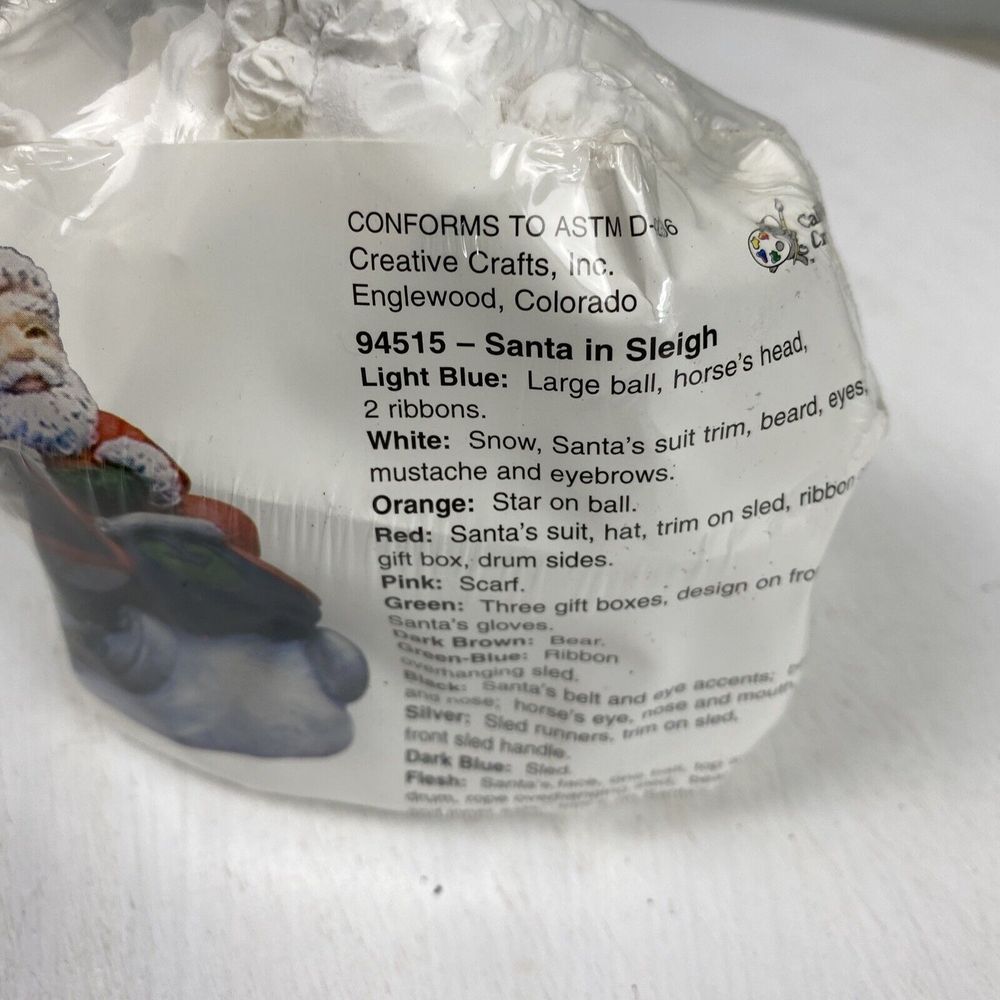 CONFORMS TO ASTM
Creative Crafts, Inc.
Englewood, Colorado
94515 – Santa in Sleigh
Light Blue: Large ball, horse's head,
2 ribbons.
White: Snow, Santa's suit trim, beard, eyes,
mustache and eyebrows.
Orange: Star on ball.
Red: Santa's suit, hat, trim on sled, ribbon
gift box, drum sides.
Pink: Scarf.
Green: Three gift boxes, design on
Santa's gloves.
Dark Brown: Bear.
Green-Blue: Ribbon
overhanging sled.
Black: Santa's belt and eye accents;
and nose; horse's eye, nose and mouth,
Silver: Sled runners, trim on sled,
front sled handle.
Dark Blue: Sled.
Flesh: Santa's face,
drum, rope overhanging sled,